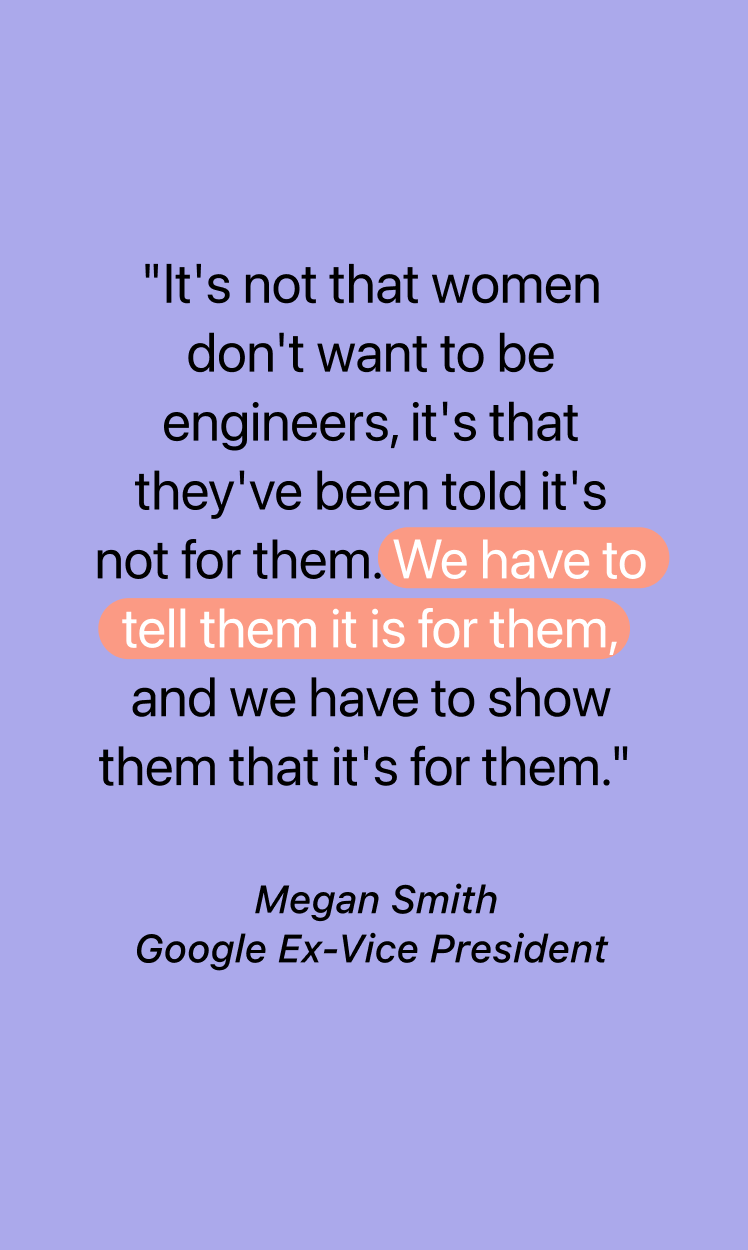 "It's not that women
don't want to be
engineers, it's that
they've been told it's
not for them. We have to
tell them it is for them,
and we have to show
them that it's for them."
Megan Smith
Google Ex-Vice President